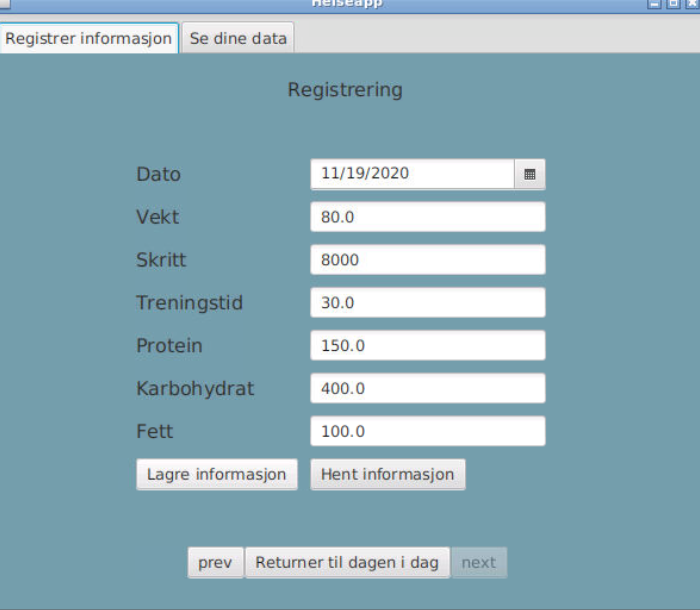 Helseapp
Registrer informasjon Se dine data
Registrering
Dato 11/19/2020
Vekt 80.0
Skritt 8000
Treningstid 30.0
Protein 150.0
Karbohydrat 400.0
Fett 100.0
Lagre informasjon Hent informasjon
prev Returner til dagen i dag next